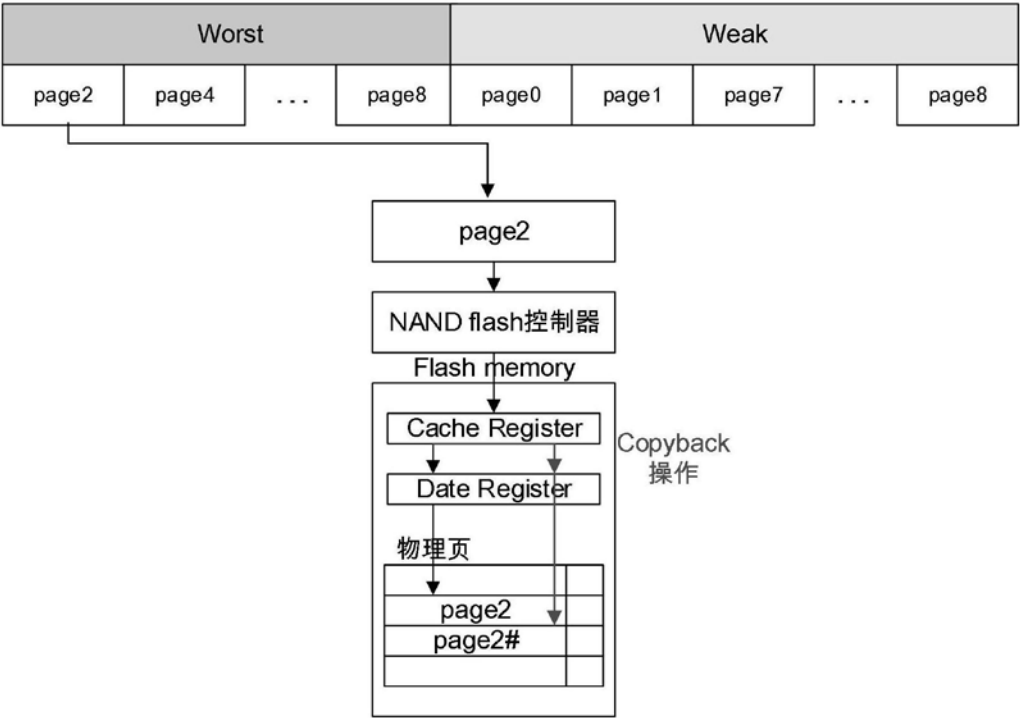 Worst Weak
page2 page4 ... page8 page0 page1 page7 ... page8
page2
NAND flash控制器
Flash memory
Cache Register
Copyback
操作
Date Register
物理页
page2
page2#